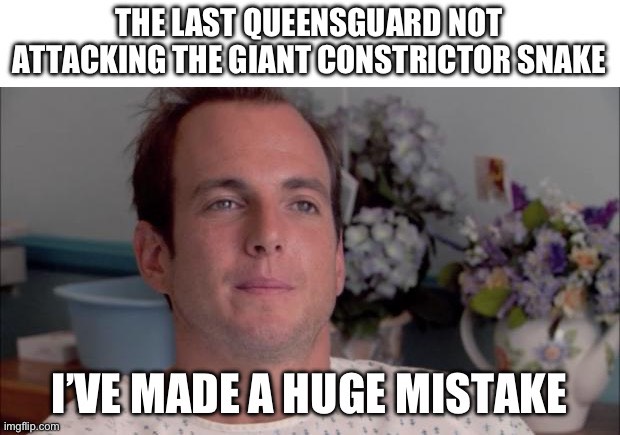 THE LAST QUEENSGUARD NOT
ATTACKING THE GIANT CONSTRICTOR SNAKE
I'VE MADE A HUGE MISTAKE
imgflip.com